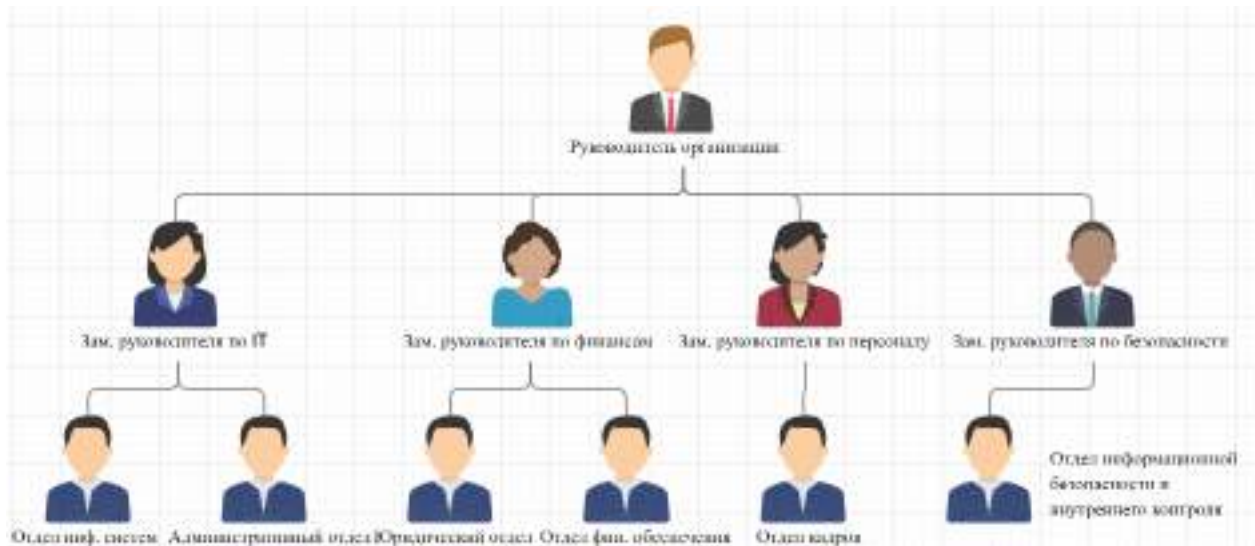 Руководитель организации
Зам. руководителя по IT
Зам. руководителя по финансам
Зам. руководителя по персоналу
Зам. руководителя по безопасности
Отдел инф. систем
Административный отдел
Юридический отдел
Отдел фин. обеспечения
Отдел кадров
Отдел информационной
безопасности и
внутреннего контроля